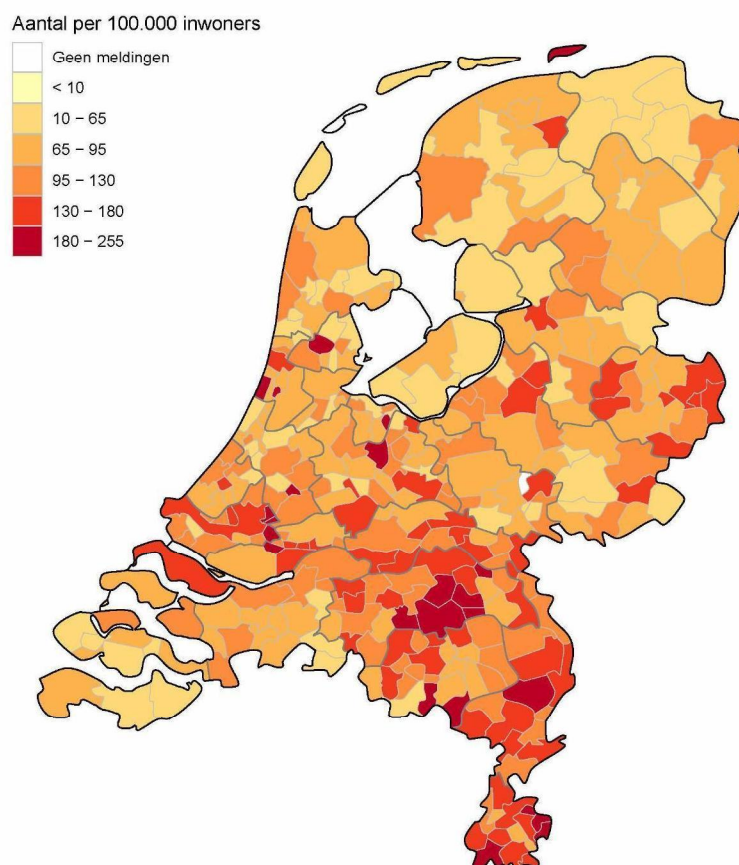 Aantal per 100.000 inwoners
Geen meldingen
< 10
10 – 65
65 – 95
95 – 130
130 – 180
180 – 255